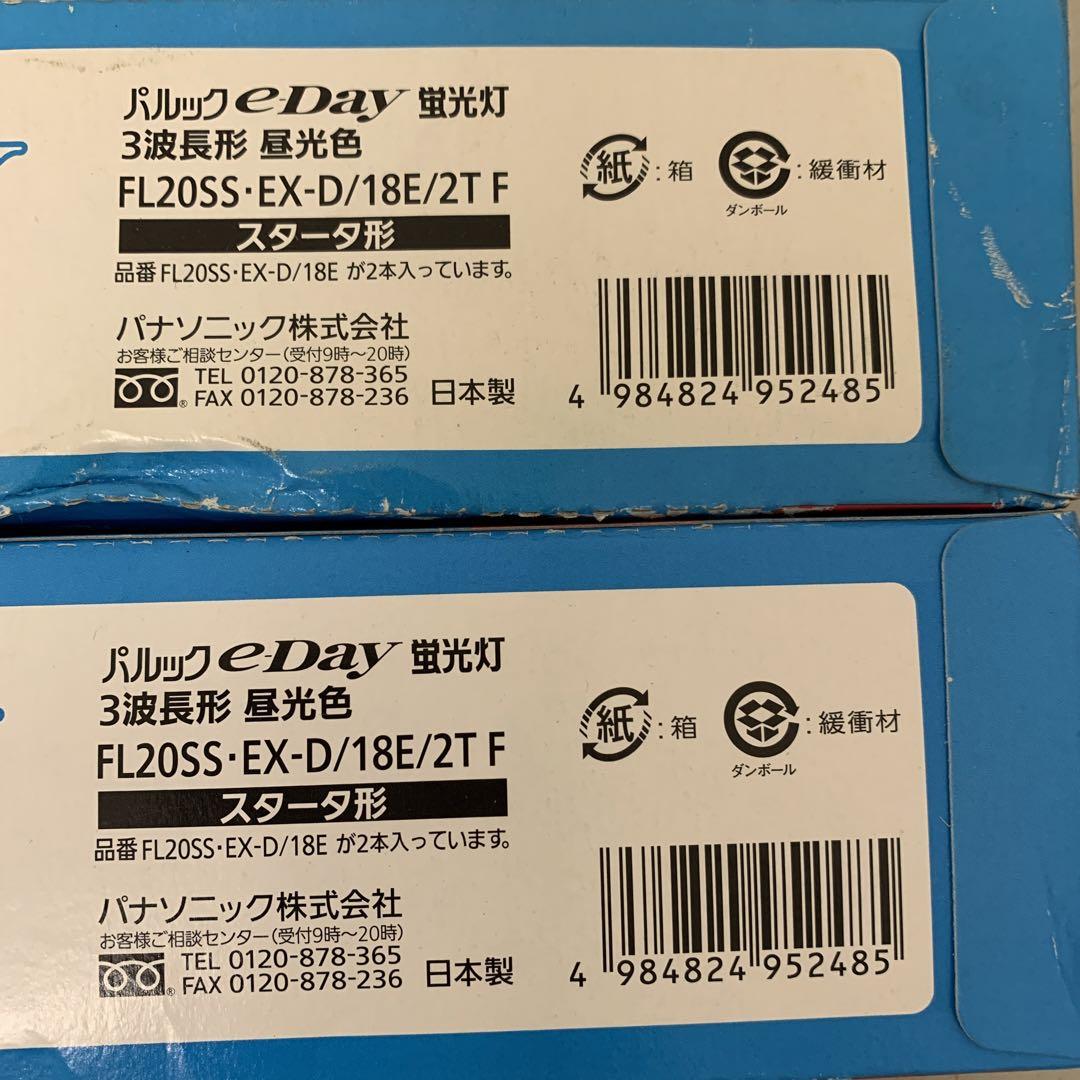 パルック e-Day 蛍光灯
3波長形 昼光色
FL20SS・EX-D/18E/2T F
スタータ形
品番 FL20SS・EX-D/18E が2本入っています。
紙 : 箱
ダンボール : 緩衝材
パナソニック株式会社
お客様ご相談センター(受付9時〜20時)
TEL 0120-878-365
FAX 0120-878-236
日本製
4 984824 952485
パルック e-Day 蛍光灯
3波長形 昼光色
FL20SS・EX-D/18E/2T F
スタータ形
品番 FL20SS・EX-D/18E が2本入っています。
紙 : 箱
ダンボール : 緩衝材
パナソニック株式会社
お客様ご相談センター(受付9時〜20時)
TEL 0120-878-365
FAX 0120-878-236
日本製
4 984824 952485